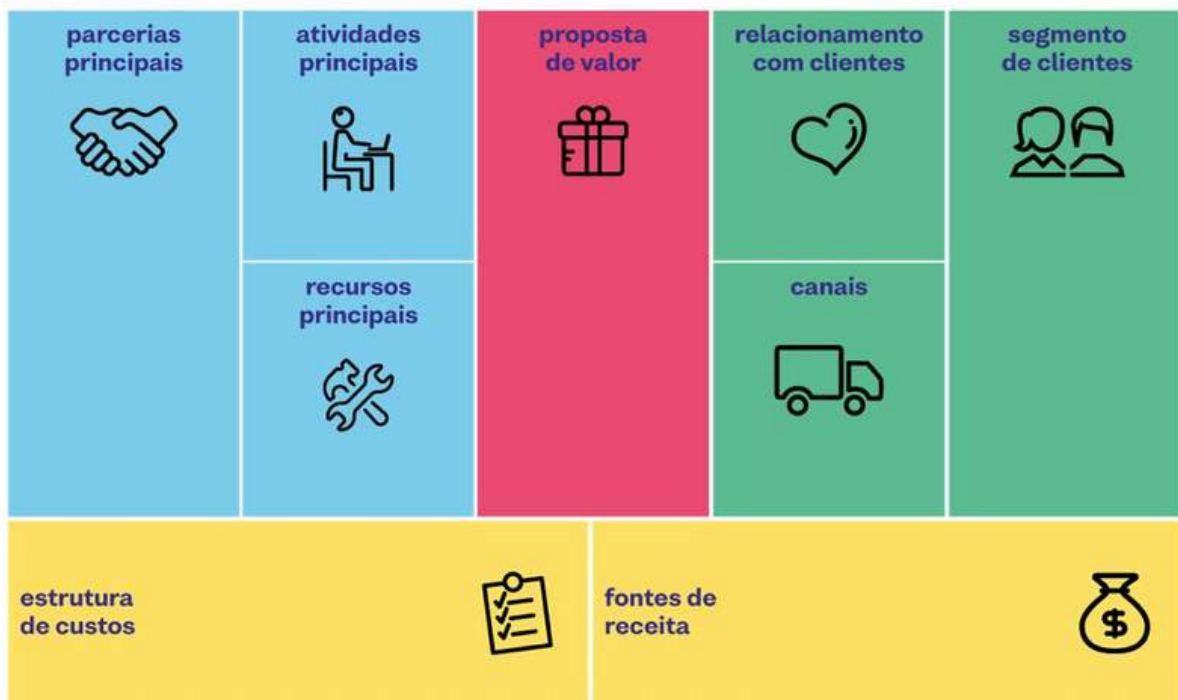 parcerias
principais
atividades
principais
proposta
de valor
relacionamento
com clientes
segmento
de clientes
recursos
principais
canais
estrutura
de custos
fontes de
receita
$